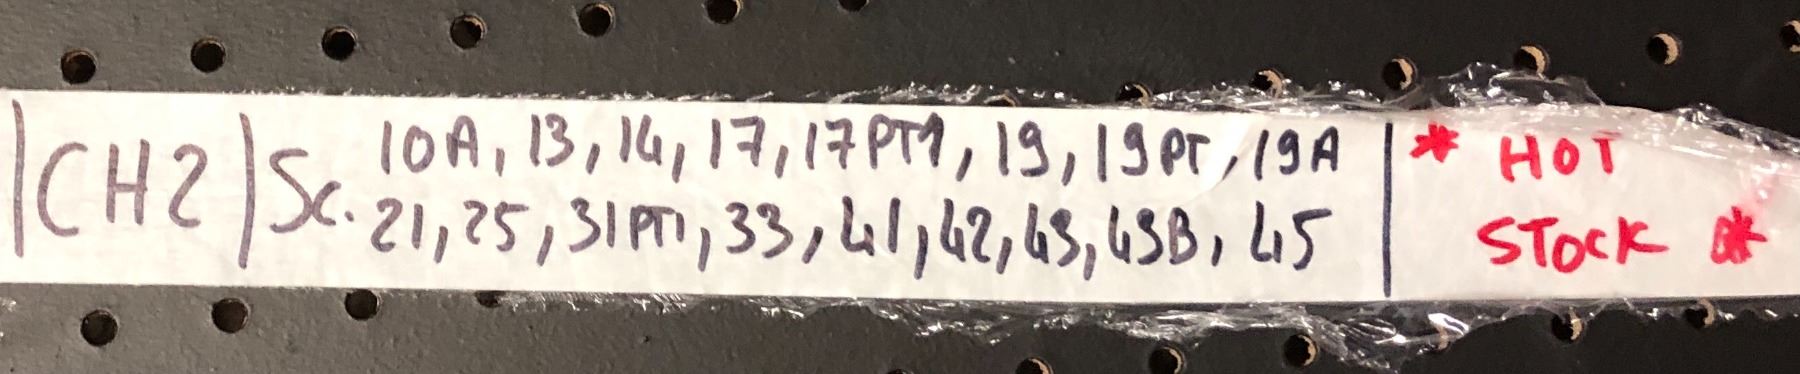 |CH2| Sc. 10A, 13, 14, 17, 17PT1, 19, 19PT, 19A | * HOT
21, 25, 31PT1, 33, 41, 42, 43, 43B, 45 | STOCK *